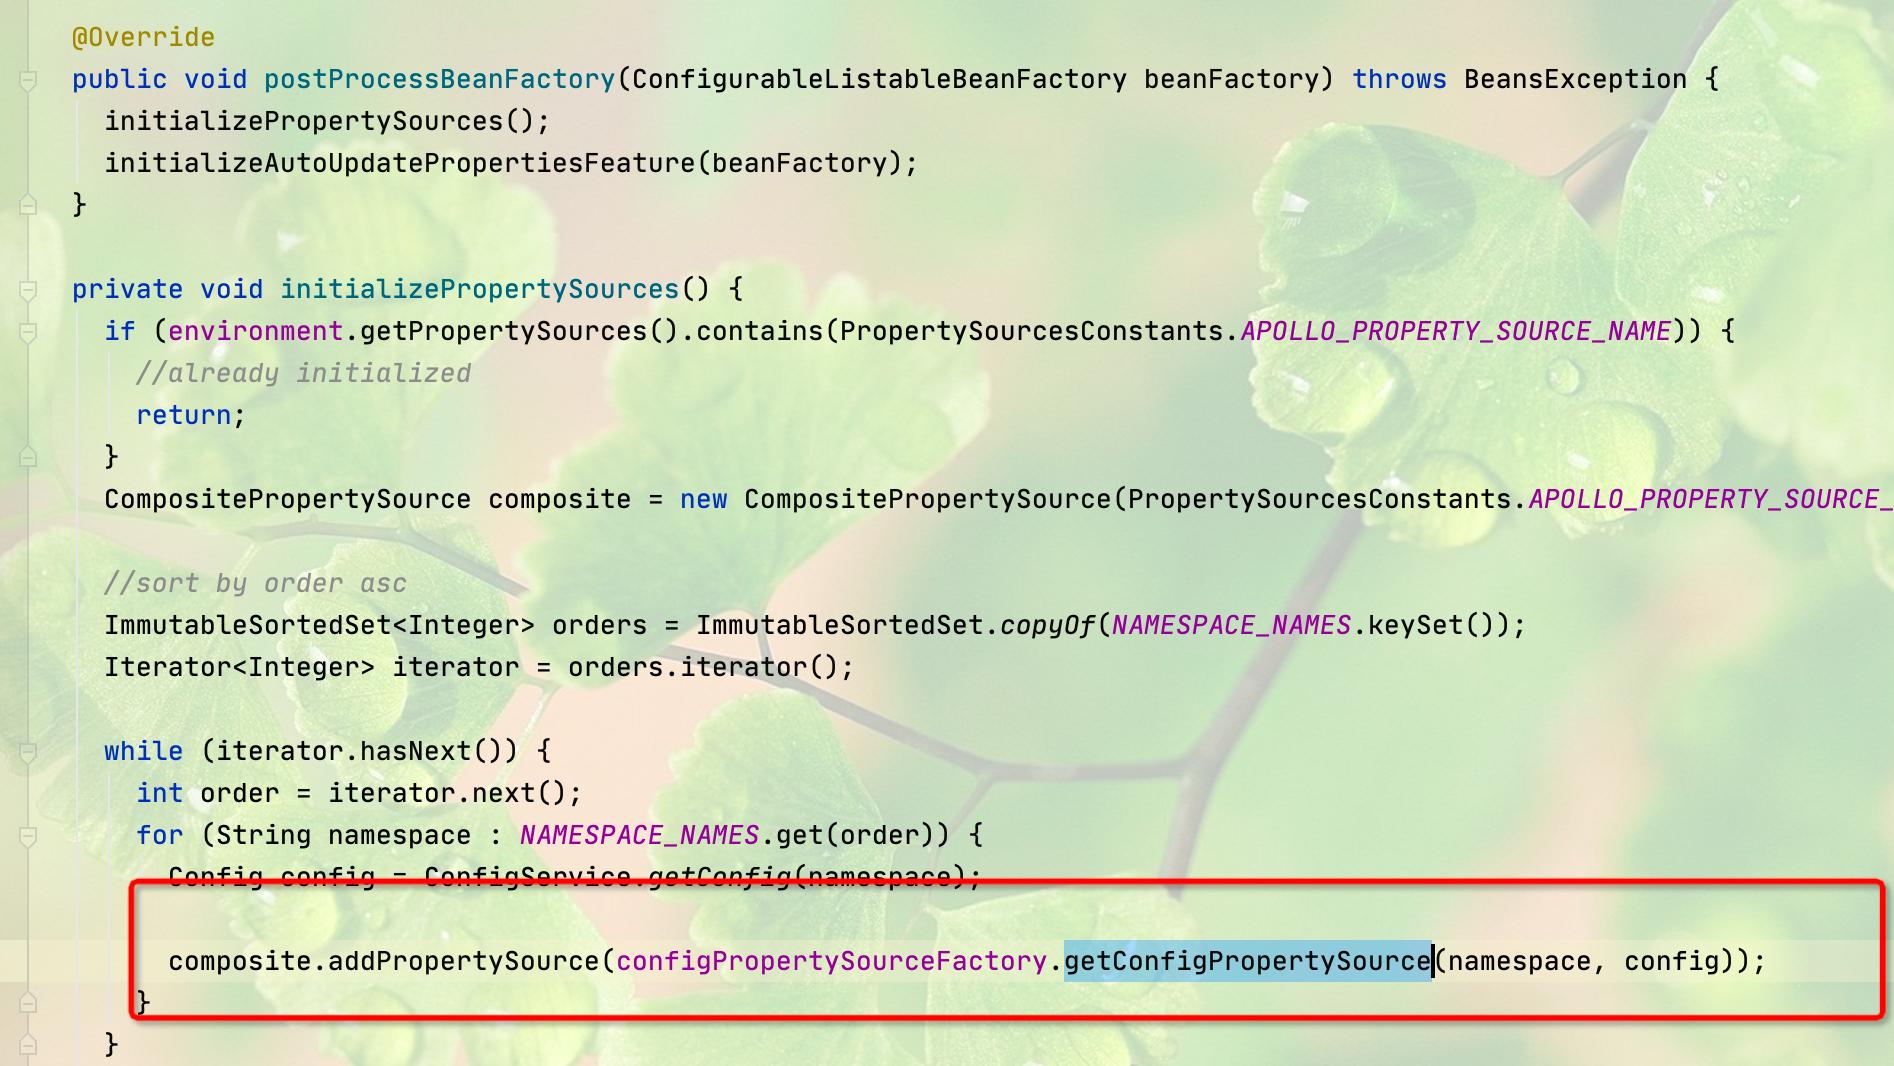 @Override
public void postProcessBeanFactory(ConfigurableListableBeanFactory beanFactory) throws BeansException {
initializePropertySources();
initializeAutoUpdatePropertiesFeature(beanFactory);
}
private void initializePropertySources() {
if (environment.getPropertySources().contains(PropertySourcesConstants.APOLLO_PROPERTY_SOURCE_NAME)) {
//already initialized
return;
}
CompositePropertySource composite = new CompositePropertySource(PropertySourcesConstants.APOLLO_PROPERTY_SOURCE_
//sort by order asc
ImmutableSortedSet<Integer> orders = ImmutableSortedSet.copyOf(NAMESPACE_NAMES.keySet());
Iterator<Integer> iterator = orders.iterator();
while (iterator.hasNext()) {
int order = iterator.next();
for (String namespace : NAMESPACE_NAMES.get(order)) {
Config config = ConfigService.getConfig(namespace);
composite.addPropertySource(configPropertySourceFactory.getConfigPropertySource(namespace, config));
}
}